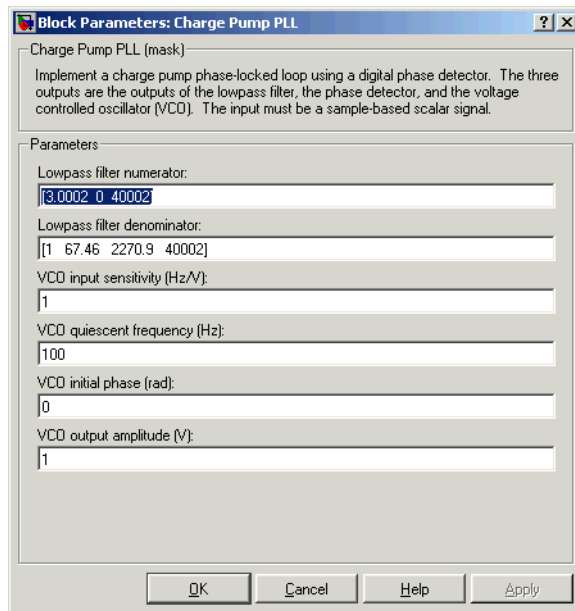 Block Parameters: Charge Pump PLL
Charge Pump PLL (mask)
Implement a charge pump phase-locked loop using a digital phase detector. The three
outputs are the outputs of the lowpass filter, the phase detector, and the voltage
controlled oscillator (VCO). The input must be a sample-based scalar signal.
Parameters
Lowpass filter numerator:
[3.0002 0 40002]
Lowpass filter denominator:
[1 67.46 2270.9 40002]
VCO input sensitivity (Hz/V):
1
VCO quiescent frequency (Hz):
100
VCO initial phase (rad):
0
VCO output amplitude (V):
1
OK Cancel Help Apply